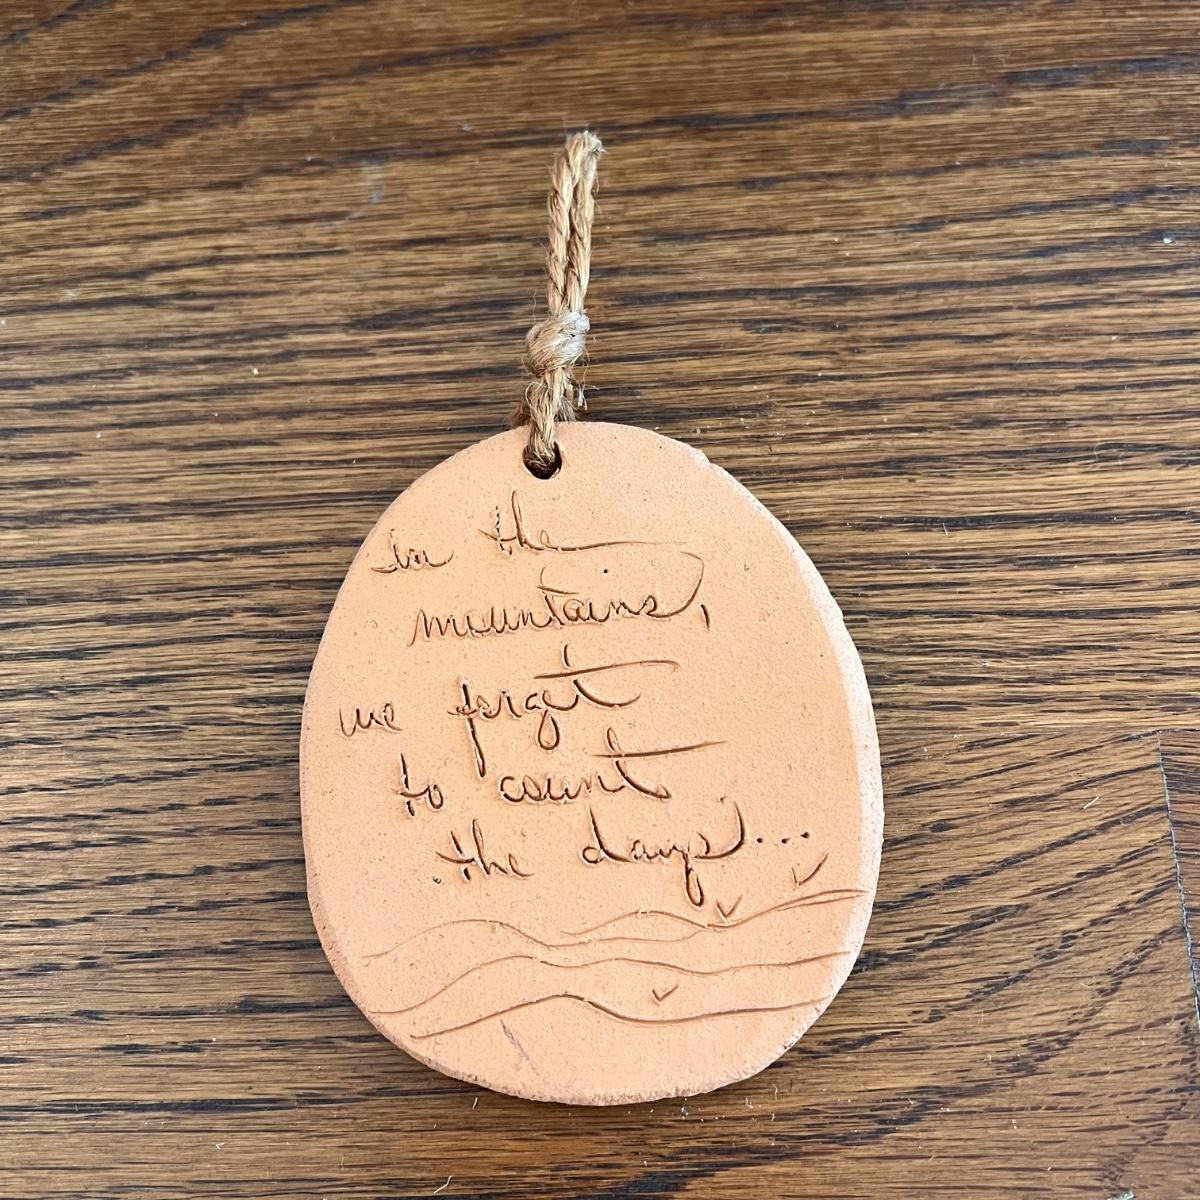 In the
mountains,
we forget
to count
the days...